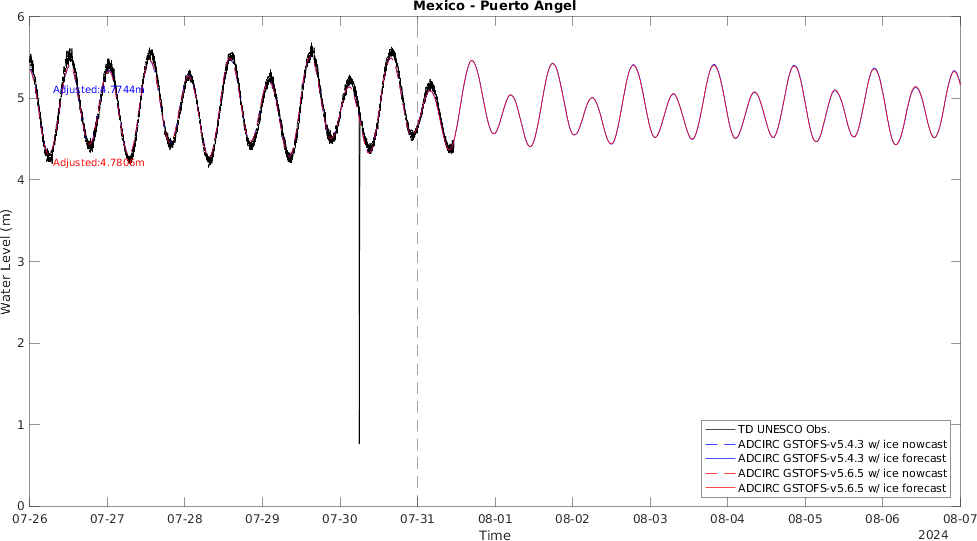 Mexico - Puerto Angel
6
5
4
3
2
1
0
Water Level (m)
Adjusted:4.7744m
Adjusted:4.7806m
TD UNESCO Obs.
ADCIRC GSTOFS-v5.4.3 w/ ice nowcast
ADCIRC GSTOFS-v5.4.3 w/ ice forecast
ADCIRC GSTOFS-v5.6.5 w/ ice nowcast
ADCIRC GSTOFS-v5.6.5 w/ ice forecast
07-26 07-27 07-28 07-29 07-30 07-31 08-01 08-02 08-03 08-04 08-05 08-06 08-07
Time
2024